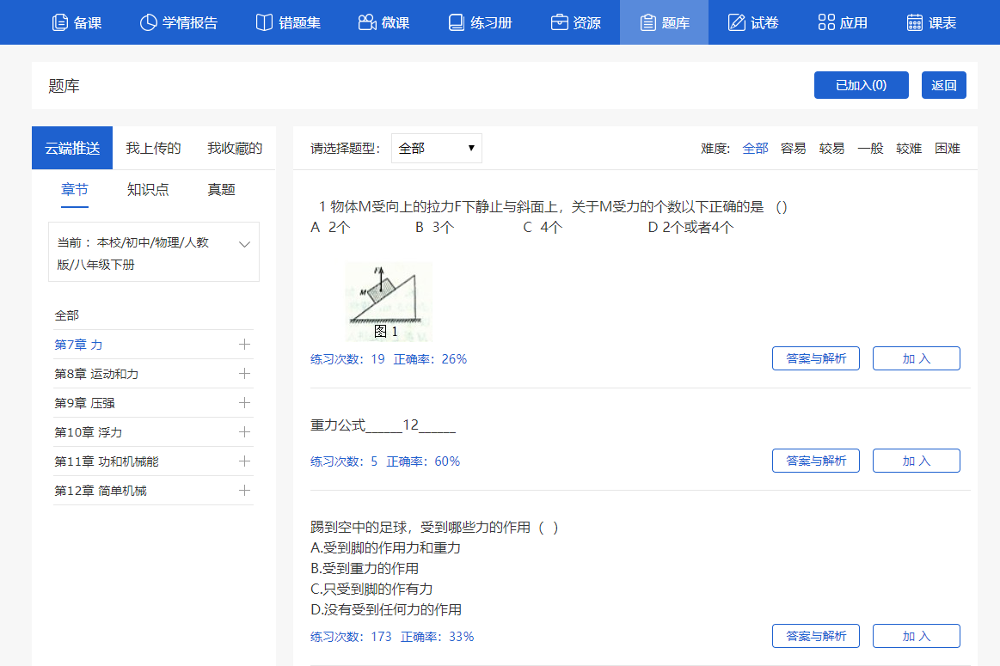 备课 学情报告 错题集 微课 练习册 资源 题库 试卷 应用 课表
题库 已加入(0) 返回
云端推送 我上传的 我收藏的
章节 知识点 真题
当前： 本校/初中/物理/人教
版/八年级下册
全部
第7章 力
第8章 运动和力
第9章 压强
第10章 浮力
第11章 功和机械能
第12章 简单机械
请选择题型： 全部 难度: 全部 容易 较易 一般 较难 困难
1 物体M受向上的拉力F下静止与斜面上，关于M受力的个数以下正确的是 （）
A 2个 B 3个 C 4个 D 2个或者4个
F
M
图 1
练习次数：19 正确率：26% 答案与解析 加 入
重力公式______12______
练习次数：5 正确率：60% 答案与解析 加 入
踢到空中的足球，受到哪些力的作用（ ）
A.受到脚的作用力和重力
B.受到重力的作用
C.只受到脚的作有力
D.没有受到任何力的作用
练习次数：173 正确率：33% 答案与解析 加 入